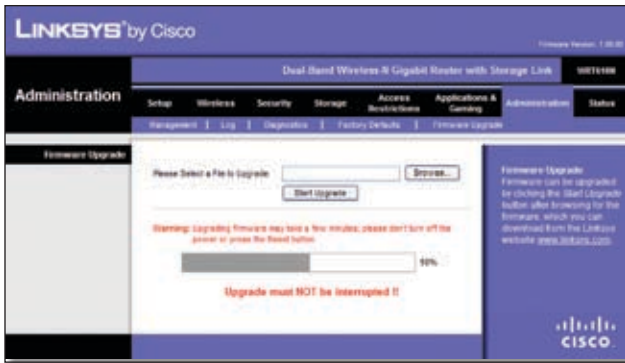 LINKSYS® by Cisco
Firmware Version: 1.00.00
Dual-Band Wireless-N Gigabit Router with Storage Link WRT610N
Administration
Setup Wireless Security Storage Access Restrictions Applications & Gaming Administration Status
Management | Log | Diagnostics | Factory Defaults | Firmware Upgrade
Firmware Upgrade
Please Select a File to Upgrade Browse...
Start Upgrade
Warning: Upgrading firmware may take a few minutes; please don't turn off the
power or press the Reset button.
50%
Upgrade must NOT be interrupted !!
Firmware Upgrade
Firmware can be upgraded
by clicking the Start Upgrade
button after browsing for the
firmware, which you can
download from the Linksys
website www.linksys.com.
CISCO